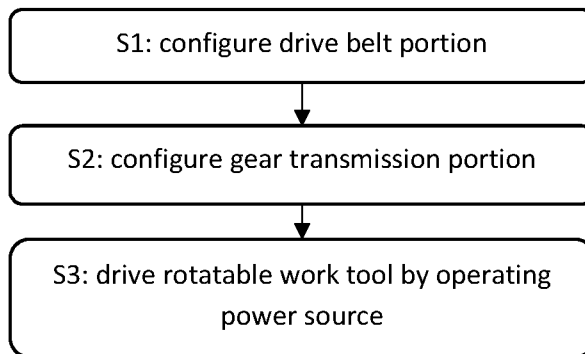 S1: configure drive belt portion
S2: configure gear transmission portion
S3: drive rotatable work tool by operating
power source